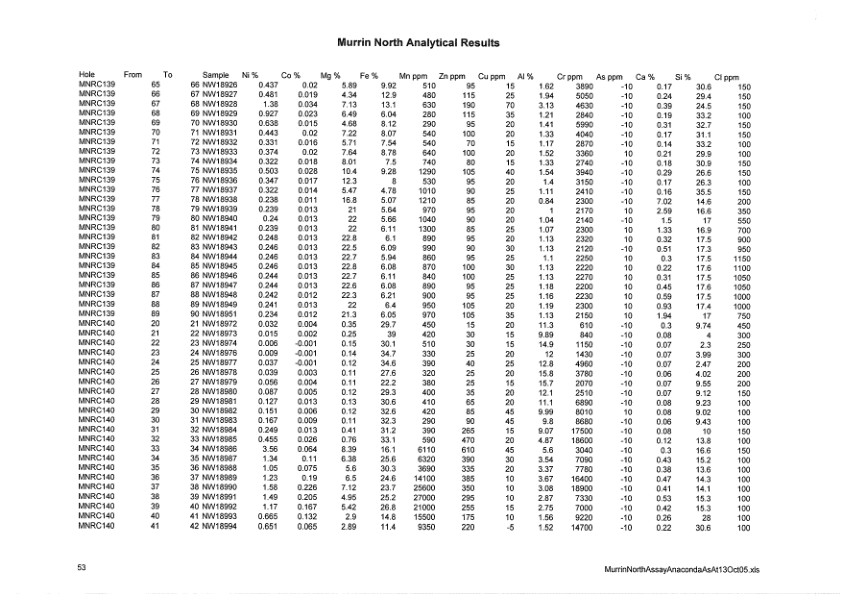 Murrin North Analytical Results
Hole From To Sample Ni % Co % Mg % Fe % Mn ppm Zn ppm Cu ppm Al % Cr ppm As ppm Ca % Si % Cl ppm
MNRC139 65 66 NW18926 0.437 0.02 5.89 9.92 510 95 15 1.62 3890 -10 0.17 30.6 150
MNRC139 66 67 NW18927 0.481 0.019 4.34 12.9 480 115 25 1.94 5050 -10 0.24 29.4 150
MNRC139 67 68 NW18928 1.38 0.034 7.13 13.1 630 190 70 3.13 4630 -10 0.39 24.5 150
MNRC139 68 69 NW18929 0.927 0.023 6.49 6.04 280 115 35 1.21 2840 -10 0.19 33.2 100
MNRC139 69 70 NW18930 0.638 0.015 4.68 8.12 290 95 20 1.41 5990 -10 0.31 32.7 150
MNRC139 70 71 NW18931 0.443 0.02 7.22 8.07 540 100 20 1.33 4040 -10 0.17 31.1 150
MNRC139 71 72 NW18932 0.331 0.016 5.71 7.54 540 70 15 1.17 2870 -10 0.14 33.2 100
MNRC139 72 73 NW18933 0.374 0.02 7.64 8.78 640 100 20 1.52 3360 10 0.21 29.9 100
MNRC139 73 74 NW18934 0.322 0.018 8.01 7.5 740 80 15 1.33 2740 -10 0.18 30.9 150
MNRC139 74 75 NW18935 0.503 0.028 10.4 9.28 1290 105 40 1.54 3940 -10 0.29 26.6 150
MNRC139 75 76 NW18936 0.347 0.017 12.3 8 530 95 20 1.4 3150 -10 0.17 26.3 100
MNRC139 76 77 NW18937 0.322 0.014 5.47 4.78 1010 90 25 1.11 2410 -10 0.16 35.5 150
MNRC139 77 78 NW18938 0.238 0.011 16.8 5.07 1210 85 20 0.84 2300 -10 7.02 14.6 200
MNRC139 78 79 NW18939 0.239 0.013 21 5.64 970 95 20 1 2170 10 2.59 16.6 350
MNRC139 79 80 NW18940 0.24 0.013 22 5.66 1040 90 20 1.04 2140 -10 1.5 17 550
MNRC139 80 81 NW18941 0.239 0.013 22 6.11 1300 85 25 1.07 2300 10 1.33 16.9 700
MNRC139 81 82 NW18942 0.248 0.013 22.8 6.1 890 95 20 1.13 2320 10 0.32 17.5 900
MNRC139 82 83 NW18943 0.246 0.013 22.5 6.09 990 90 30 1.13 2120 -10 0.51 17.3 950
MNRC139 83 84 NW18944 0.246 0.013 22.7 5.94 860 95 25 1.1 2250 10 0.3 17.5 1150
MNRC139 84 85 NW18945 0.246 0.013 22.8 6.08 870 100 30 1.13 2220 10 0.22 17.6 1100
MNRC139 85 86 NW18946 0.244 0.013 22.7 6.11 840 100 25 1.13 2270 10 0.31 17.5 1050
MNRC139 86 87 NW18947 0.244 0.013 22.6 6.08 890 95 25 1.18 2200 10 0.45 17.6 1050
MNRC139 87 88 NW18948 0.242 0.012 22.3 6.21 900 95 25 1.16 2230 10 0.59 17.5 1000
MNRC139 88 89 NW18949 0.241 0.013 22 6.4 950 105 20 1.19 2300 10 0.93 17.4 1000
MNRC139 89 90 NW18951 0.234 0.012 21.3 6.05 970 105 35 1.13 2150 10 1.94 17 750
MNRC140 20 21 NW18972 0.032 0.004 0.35 29.7 450 15 20 11.3 610 -10 0.3 9.74 450
MNRC140 21 22 NW18973 0.015 0.002 0.25 39 420 30 15 9.89 840 -10 0.08 4 300
MNRC140 22 23 NW18974 0.006 -0.001 0.15 30.1 510 30 15 14.9 1150 -10 0.07 2.3 250
MNRC140 23 24 NW18976 0.009 -0.001 0.14 34.7 330 25 20 12 1430 -10 0.07 3.99 300
MNRC140 24 25 NW18977 0.037 -0.001 0.12 34.6 390 40 25 12.8 4960 -10 0.07 2.47 200
MNRC140 25 26 NW18978 0.039 0.003 0.11 27.6 320 25 20 15.8 3780 -10 0.06 4.02 200
MNRC140 26 27 NW18979 0.056 0.004 0.11 22.2 380 25 15 15.7 2070 -10 0.07 9.55 200
MNRC140 27 28 NW18980 0.087 0.005 0.12 29.3 400 35 20 12.1 2510 -10 0.07 9.12 150
MNRC140 28 29 NW18981 0.127 0.013 0.13 30.6 410 65 20 11.1 6890 -10 0.08 9.23 100
MNRC140 29 30 NW18982 0.151 0.006 0.12 32.6 420 85 45 9.99 8010 10 0.08 9.02 100
MNRC140 30 31 NW18983 0.167 0.009 0.11 32.3 290 90 45 9.8 8680 -10 0.06 9.43 100
MNRC140 31 32 NW18984 0.249 0.013 0.41 31.2 390 265 15 9.07 17500 -10 0.08 10 150
MNRC140 32 33 NW18985 0.455 0.026 0.76 33.1 590 470 20 4.87 18600 -10 0.12 13.8 100
MNRC140 33 34 NW18986 3.56 0.064 8.39 16.1 6110 610 45 5.6 3040 -10 0.3 16.6 150
MNRC140 34 35 NW18987 1.34 0.11 6.38 25.6 6320 390 30 3.54 7090 -10 0.43 15.2 100
MNRC140 35 36 NW18988 1.05 0.075 5.6 30.3 3690 335 20 3.37 7780 -10 0.38 13.6 100
MNRC140 36 37 NW18989 1.23 0.19 6.5 24.6 14100 385 10 3.67 16400 -10 0.47 14.3 100
MNRC140 37 38 NW18990 1.58 0.226 7.12 23.7 25600 350 10 3.08 18900 -10 0.41 14.1 100
MNRC140 38 39 NW18991 1.49 0.205 4.95 25.2 27000 295 10 2.87 7330 -10 0.53 15.3 100
MNRC140 39 40 NW18992 1.17 0.167 5.42 26.8 21000 255 15 2.75 7000 -10 0.42 15.3 100
MNRC140 40 41 NW18993 0.665 0.132 2.9 14.8 15500 175 10 1.56 9220 -10 0.26 28 100
MNRC140 41 42 NW18994 0.651 0.065 2.89 11.4 9350 220 -5 1.52 14700 -10 0.22 30.6 100
53 MurrinNorthAssayAnacondaAsAt13Oct05.xls